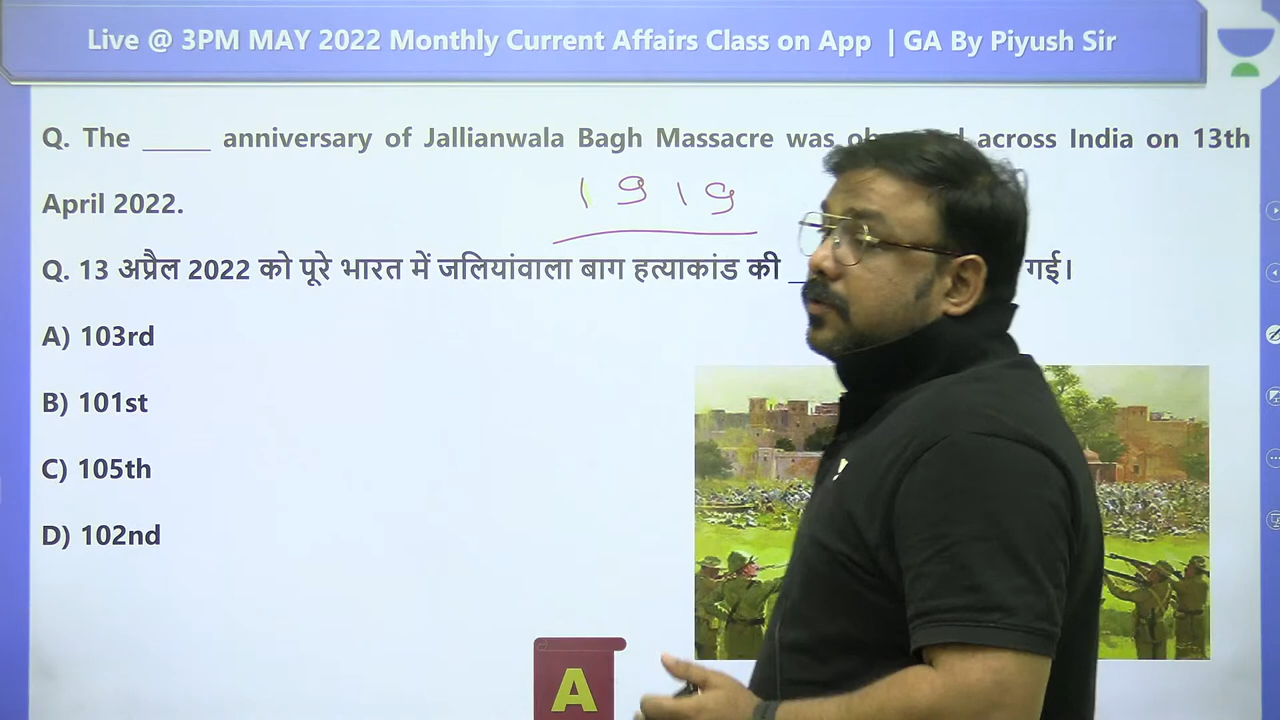 Live @ 3PM MAY 2022 Monthly Current Affairs Class on App | GA By Piyush Sir
Q. The _____ anniversary of Jallianwala Bagh Massacre was across India on 13th
April 2022.
1919
Q. 13 अप्रैल 2022 को पूरे भारत में जलियांवाला बाग हत्याकांड की _ गई।
A) 103rd
B) 101st
C) 105th
D) 102nd
A